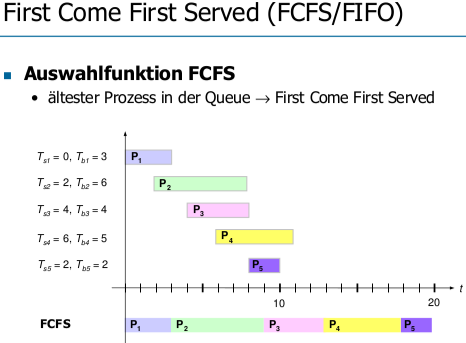 First Come First Served (FCFS/FIFO)
Auswahlfunktion FCFS
• ältester Prozess in der Queue → First Come First Served
Ts1 = 0, Tb1 = 3 P1
Ts2 = 2, Tb2 = 6 P2
Ts3 = 4, Tb3 = 4 P3
Ts4 = 6, Tb4 = 5 P4
Ts5 = 2, Tb5 = 2 P5
t
10 20
FCFS P1 P2 P3 P4 P5